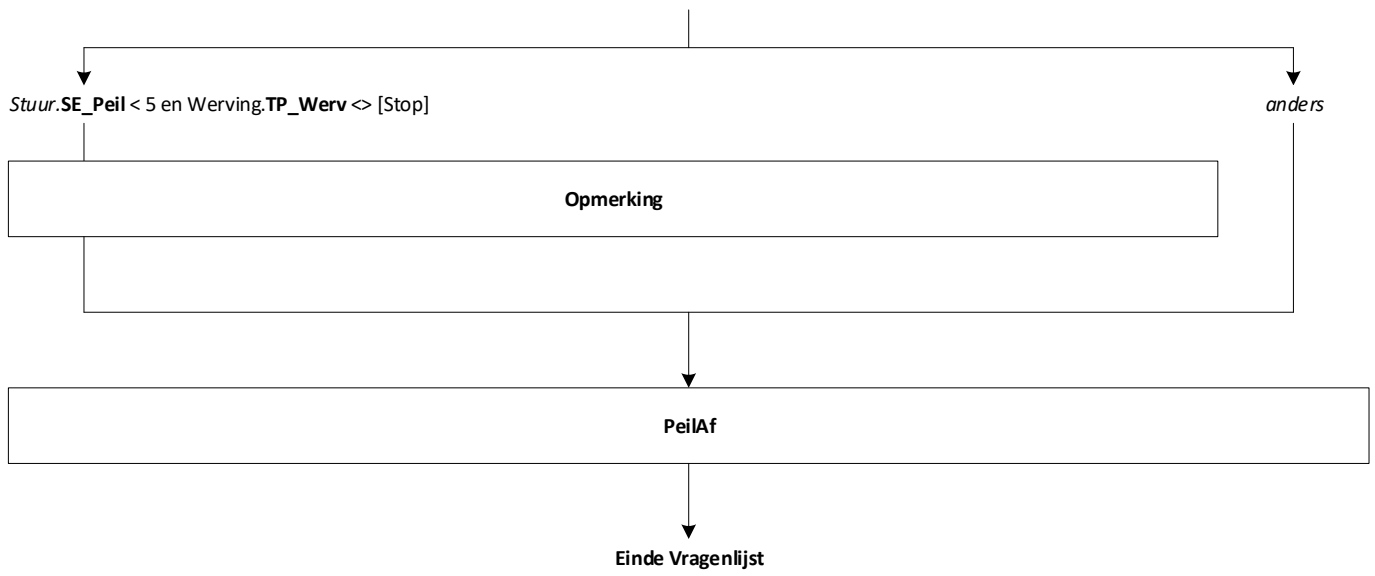 Stuur.SE_Peil < 5 en Werving.TP_Werv <> [Stop]
anders
Opmerking
PeilAf
Einde Vragenlijst